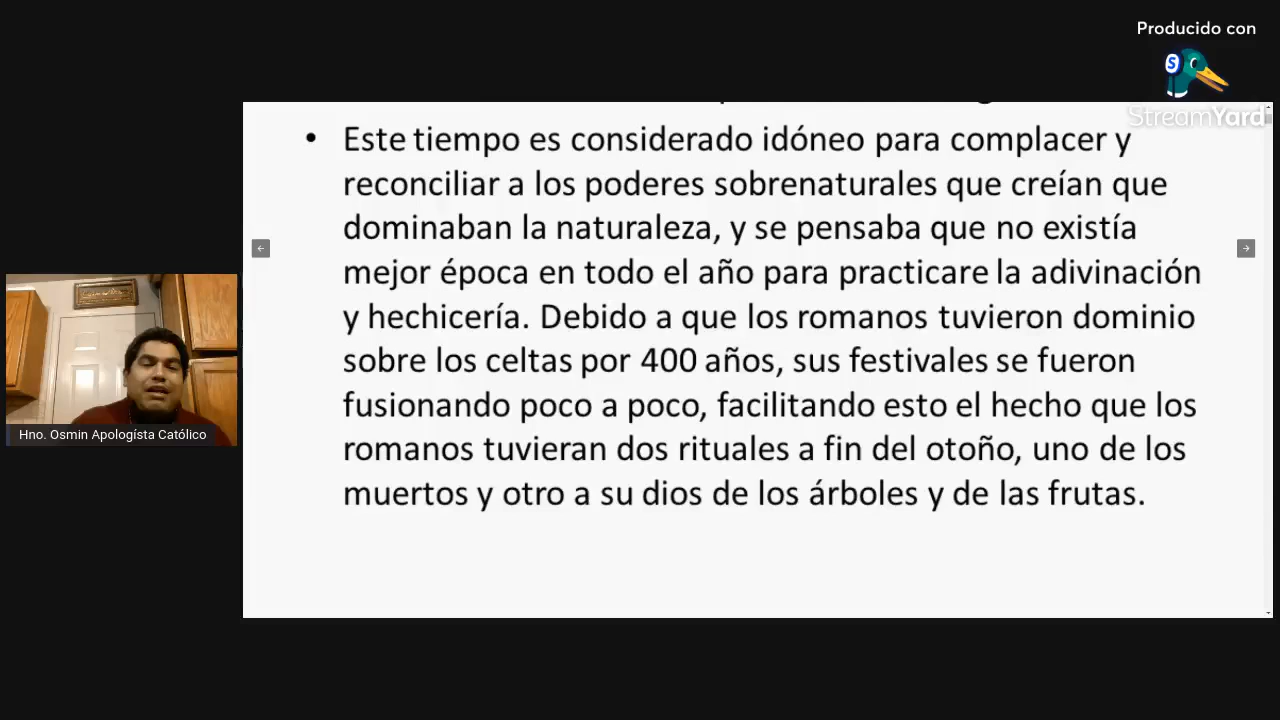 Producido con
StreamYard
• Este tiempo es considerado idóneo para complacer y
reconciliar a los poderes sobrenaturales que creían que
dominaban la naturaleza, y se pensaba que no existía
mejor época en todo el año para practicare la adivinación
y hechicería. Debido a que los romanos tuvieron dominio
sobre los celtas por 400 años, sus festivales se fueron
fusionando poco a poco, facilitando esto el hecho que los
romanos tuvieran dos rituales a fin del otoño, uno de los
muertos y otro a su dios de los árboles y de las frutas.
Hno. Osmin Apologísta Católico